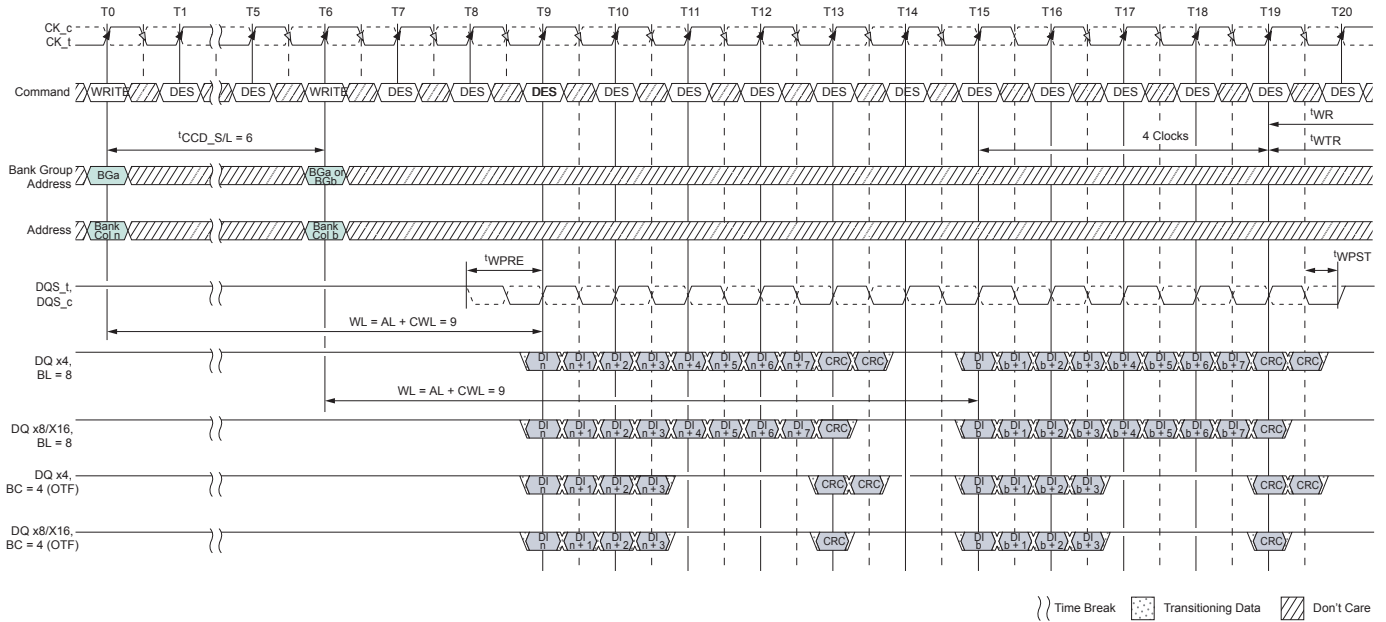 T0 T1 T5 T6 T7 T8 T9 T10 T11 T12 T13 T14 T15 T16 T17 T18 T19 T20
CK_c
CK_t
Command WRITE DES DES WRITE DES DES DES DES DES DES DES DES DES DES DES DES DES DES
tWR
tCCD_S/L = 6
4 Clocks
tWTR
Bank Group
Address
BGa
BGa or
BGb
Address
Bank
Col n
Bank
Col b
tWPRE
tWPST
DQS_t,
DQS_c
WL = AL + CWL = 9
DQ x4,
BL = 8
DI DI DI DI DI DI DI DI CRC CRC DI DI DI DI DI DI DI DI CRC CRC
n n + 1 n + 2 n + 3 n + 4 n + 5 n + 6 n + 7 b b + 1 b + 2 b + 3 b + 4 b + 5 b + 6 b + 7
WL = AL + CWL = 9
DQ x8/X16,
BL = 8
DI DI DI DI DI DI DI DI CRC DI DI DI DI DI DI DI DI CRC
n n + 1 n + 2 n + 3 n + 4 n + 5 n + 6 n + 7 b b + 1 b + 2 b + 3 b + 4 b + 5 b + 6 b + 7
DQ x4,
BC = 4 (OTF)
DI DI DI DI CRC CRC DI DI DI DI CRC CRC
n n + 1 n + 2 n + 3 b b + 1 b + 2 b + 3
DQ x8/X16,
BC = 4 (OTF)
DI DI DI DI CRC DI DI DI DI CRC
n n + 1 n + 2 n + 3 b b + 1 b + 2 b + 3
Time Break Transitioning Data Don't Care